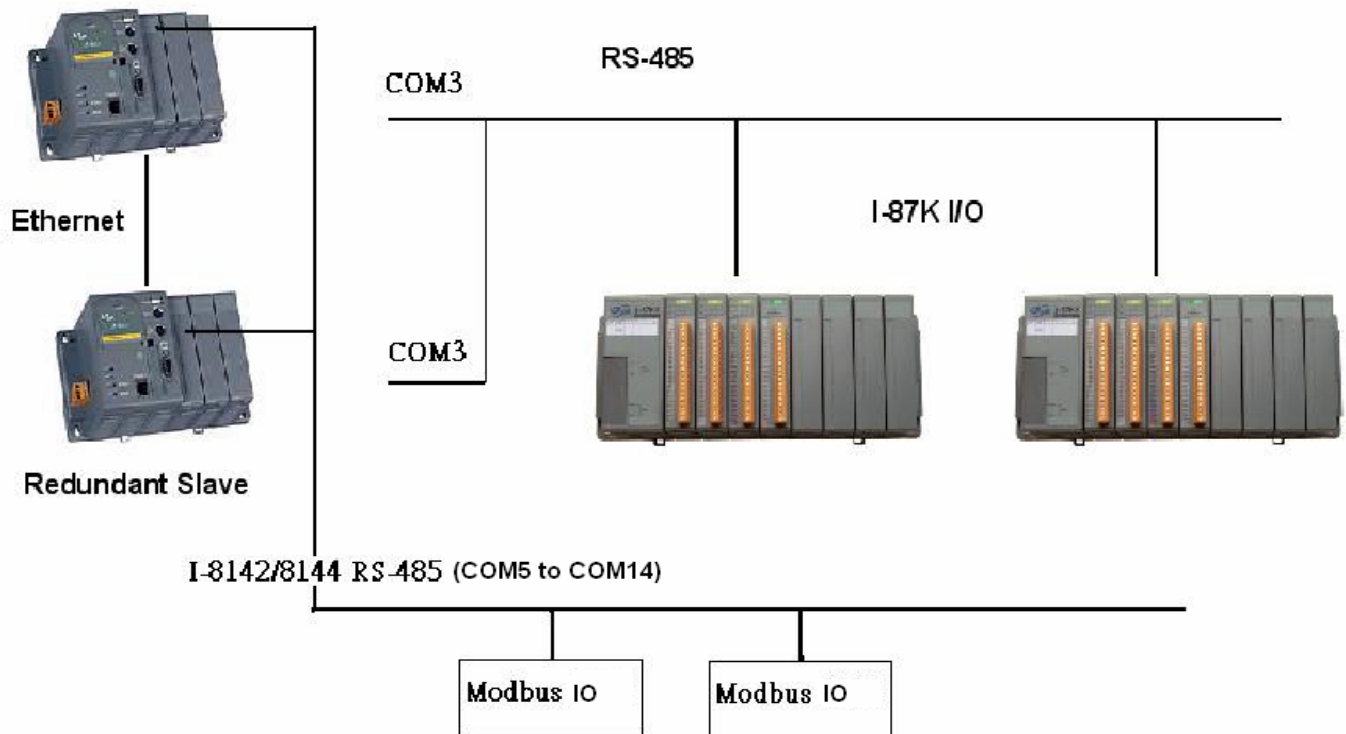 RS-485
COM3
Ethernet
I-87K I/O
COM3
Redundant Slave
I-8142/8144 RS-485 (COM5 to COM14)
Modbus IO
Modbus IO